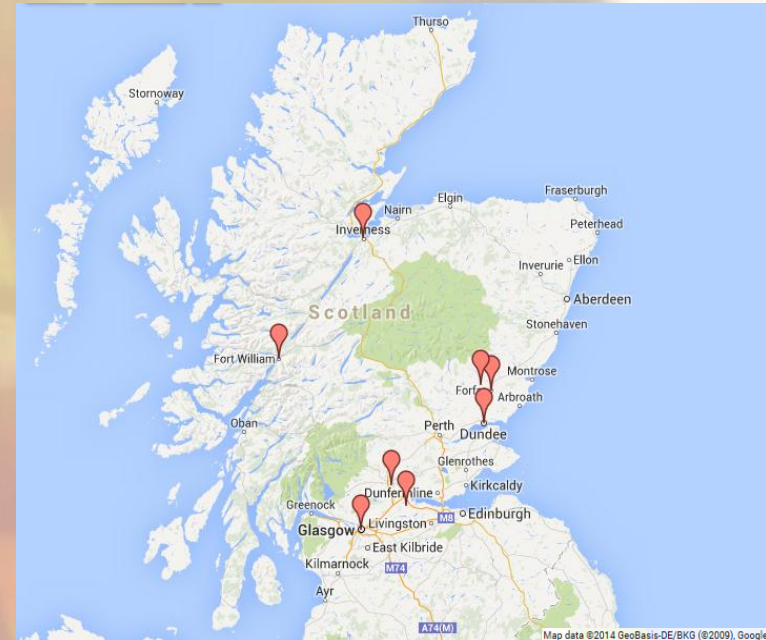 Thurso
Stornoway
Elgin
Fraserburgh
Nairn
Peterhead
Inverness
Inverurie
Ellon
Aberdeen
Scotland
Stonehaven
Fort William
Montrose
Arbroath
Oban
Perth
Dundee
Glenrothes
Kirkcaldy
Greenock
Livingston
M8
Edinburgh
Glasgow
East Kilbride
Kilmarnock
M74
Ayr
A74(M)
Map data ©2014 GeoBasis-DE/BKG (©2009), Google